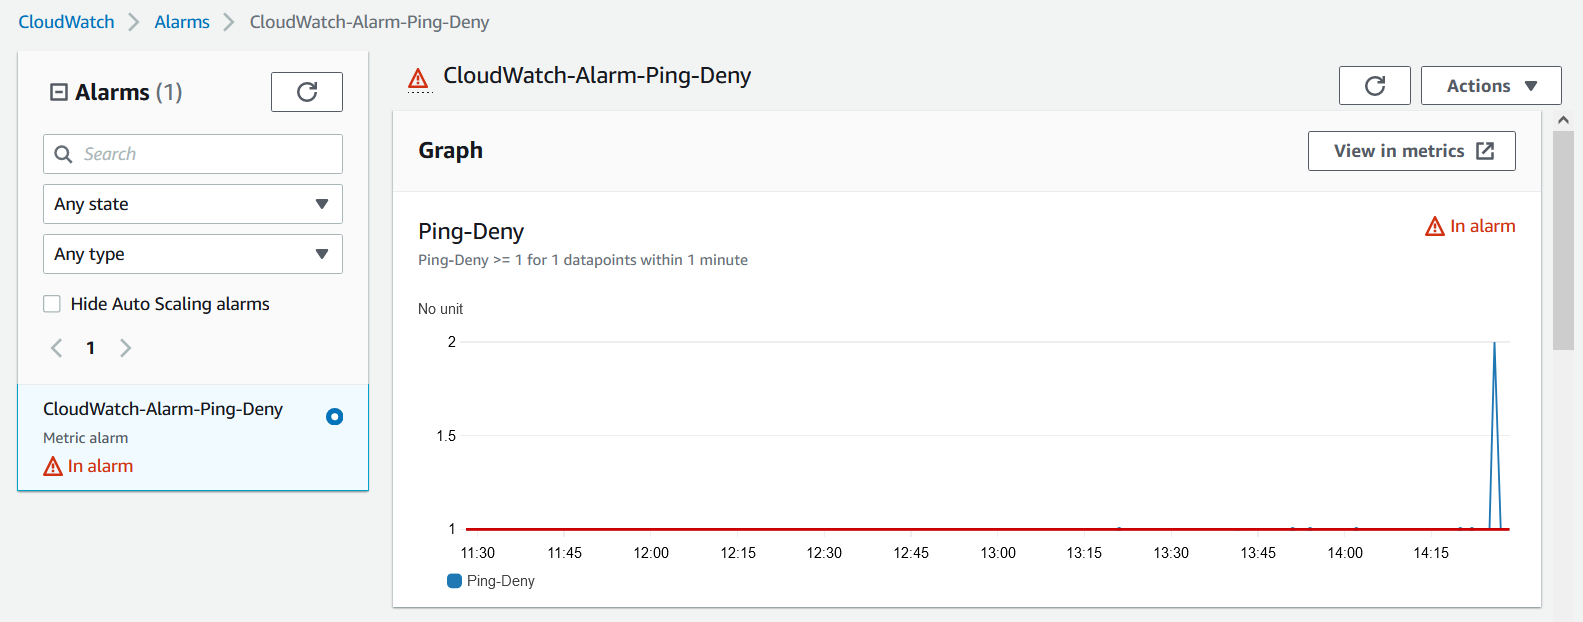 CloudWatch > Alarms > CloudWatch-Alarm-Ping-Deny
Alarms (1)
Search
Any state
Any type
Hide Auto Scaling alarms
1
CloudWatch-Alarm-Ping-Deny
Metric alarm
In alarm
CloudWatch-Alarm-Ping-Deny
Actions
Graph
View in metrics
Ping-Deny
In alarm
Ping-Deny >= 1 for 1 datapoints within 1 minute
No unit
2
1.5
1
11:30 11:45 12:00 12:15 12:30 12:45 13:00 13:15 13:30 13:45 14:00 14:15
Ping-Deny